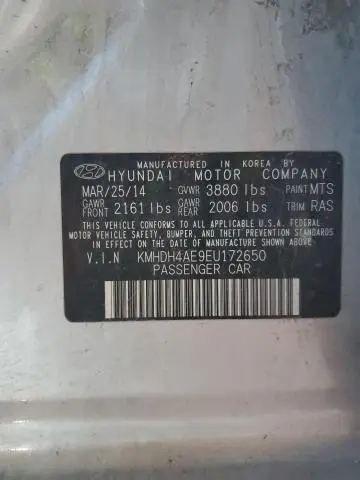 MANUFACTURED IN KOREA BY
HYUNDAI MOTOR COMPANY
MAR/25/14 GVWR 3880 lbs PAINT MTS
GAWR FRONT 2161 lbs GAWR REAR 2006 lbs TRIM RAS
THIS VEHICLE CONFORMS TO ALL APPLICABLE U.S.A FEDERAL
MOTOR VEHICLE SAFETY, BUMPER, AND THEFT PREVENTION
STANDARDS IN EFFECT ON THE DATE OF MANUFACTURE SHOWN ABOVE.
V.I.N KMHDH4AE9EU172650
PASSENGER CAR